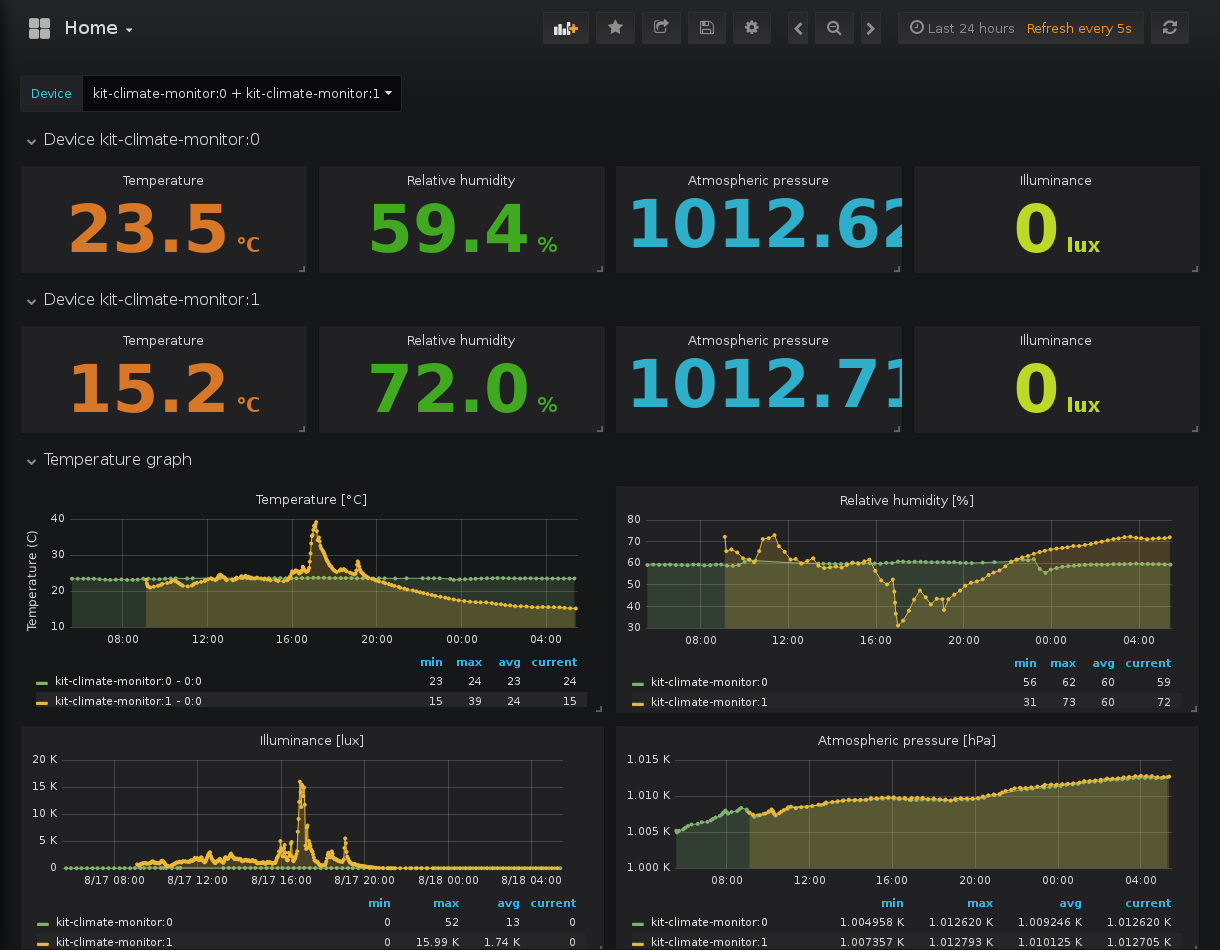 Home
Last 24 hours Refresh every 5s
Device kit-climate-monitor:0 + kit-climate-monitor:1
Device kit-climate-monitor:0
Temperature Relative humidity Atmospheric pressure Illuminance
23.5 °C 59.4 % 1012.62 0 lux
Device kit-climate-monitor:1
Temperature Relative humidity Atmospheric pressure Illuminance
15.2 °C 72.0 % 1012.71 0 lux
Temperature graph
Temperature [°C]
Temperature (C)
40
30
20
10
08:00 12:00 16:00 20:00 00:00 04:00
min max avg current
kit-climate-monitor:0 - 0:0 23 24 23 24
kit-climate-monitor:1 - 0:0 15 39 24 15
Relative humidity [%]
80
70
60
50
40
30
08:00 12:00 16:00 20:00 00:00 04:00
min max avg current
kit-climate-monitor:0 56 62 60 59
kit-climate-monitor:1 31 73 60 72
Illuminance [lux]
20 K
15 K
10 K
5 K
0
8/17 08:00 8/17 12:00 8/17 16:00 8/17 20:00 8/18 00:00 8/18 04:00
min max avg current
kit-climate-monitor:0 0 52 13 0
kit-climate-monitor:1 0 15.99 K 1.74 K 0
Atmospheric pressure [hPa]
1.015 K
1.010 K
1.005 K
1.000 K
08:00 12:00 16:00 20:00 00:00 04:00
min max avg current
kit-climate-monitor:0 1.004958 K 1.012620 K 1.009246 K 1.012620 K
kit-climate-monitor:1 1.007357 K 1.012793 K 1.010125 K 1.012705 K